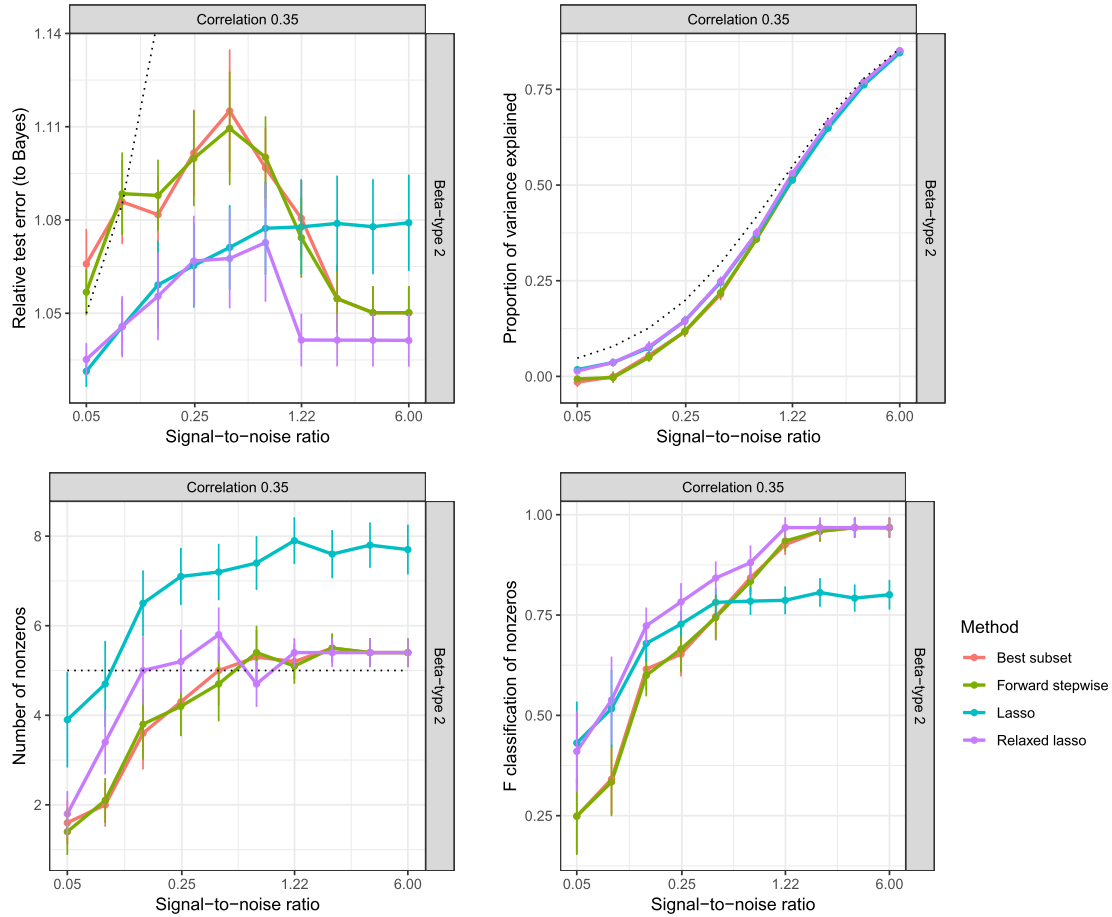 Correlation 0.35
1.14
1.11
1.08
1.05
Relative test error (to Bayes)
Beta−type 2
0.05 0.25 1.22 6.00
Signal−to−noise ratio
Correlation 0.35
0.75
0.50
0.25
0.00
Proportion of variance explained
Beta−type 2
0.05 0.25 1.22 6.00
Signal−to−noise ratio
Correlation 0.35
8
6
4
2
Number of nonzeros
Beta−type 2
0.05 0.25 1.22 6.00
Signal−to−noise ratio
Correlation 0.35
1.00
0.75
0.50
0.25
F classification of nonzeros
Beta−type 2
0.05 0.25 1.22 6.00
Signal−to−noise ratio
Method
Best subset
Forward stepwise
Lasso
Relaxed lasso